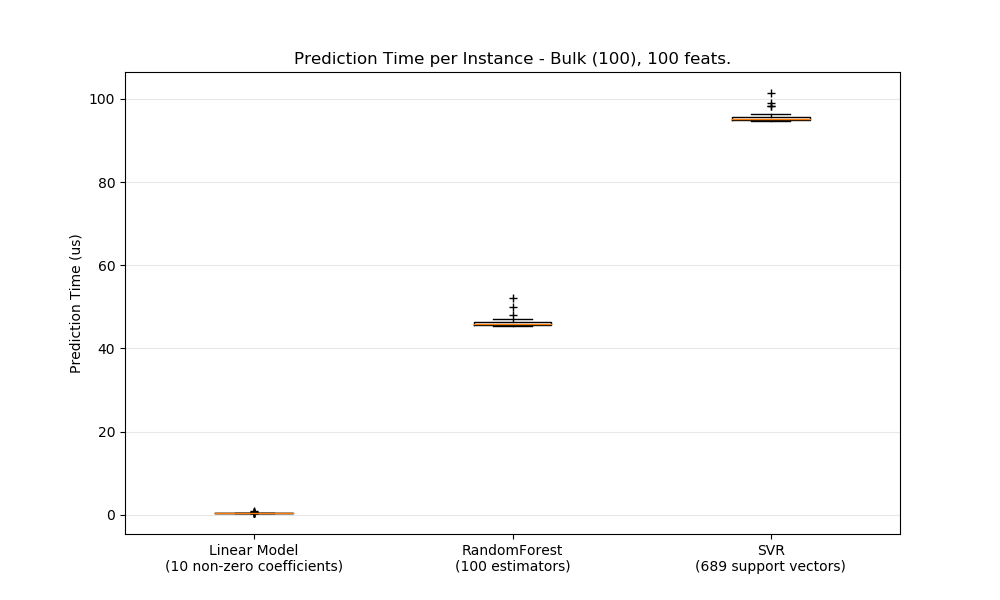 Prediction Time per Instance - Bulk (100), 100 feats.
100
80
60
40
20
0
Prediction Time (us)
Linear Model
(10 non-zero coefficients)
RandomForest
(100 estimators)
SVR
(689 support vectors)